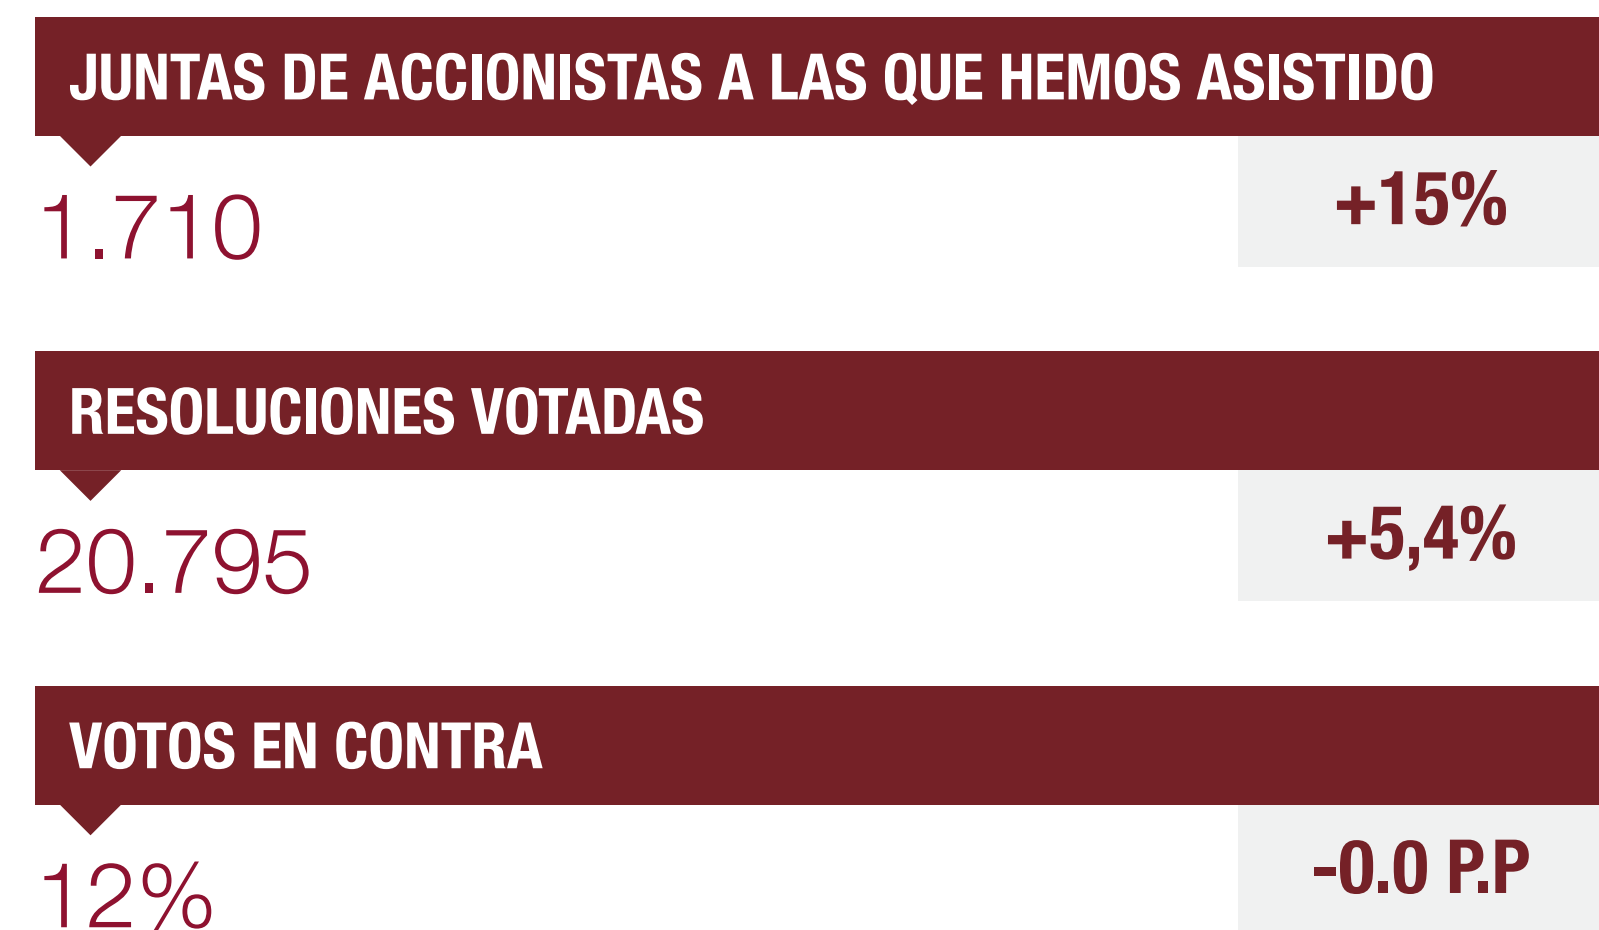 JUNTAS DE ACCIONISTAS A LAS QUE HEMOS ASISTIDO
1.710
+15%
RESOLUCIONES VOTADAS
20.795
+5,4%
VOTOS EN CONTRA
12%
-0.0 P.P